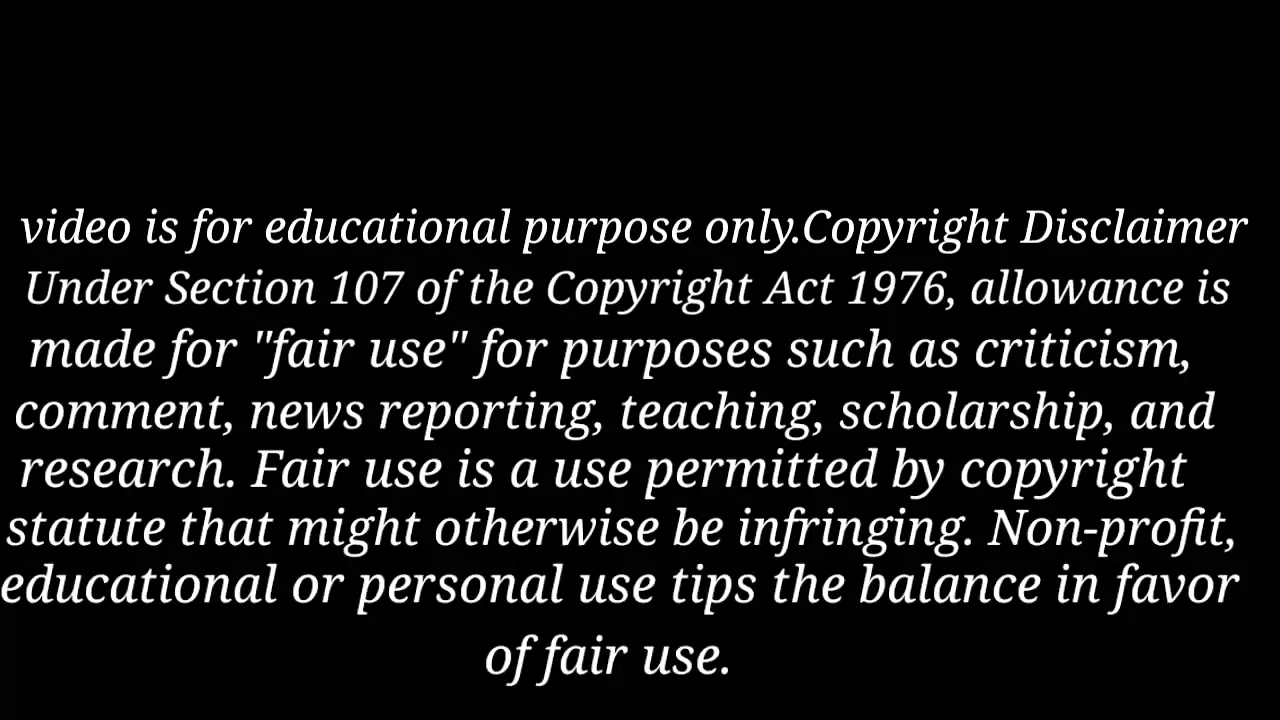 video is for educational purpose only.Copyright Disclaimer
Under Section 107 of the Copyright Act 1976, allowance is
made for "fair use" for purposes such as criticism,
comment, news reporting, teaching, scholarship, and
research. Fair use is a use permitted by copyright
statute that might otherwise be infringing. Non-profit,
educational or personal use tips the balance in favor
of fair use.